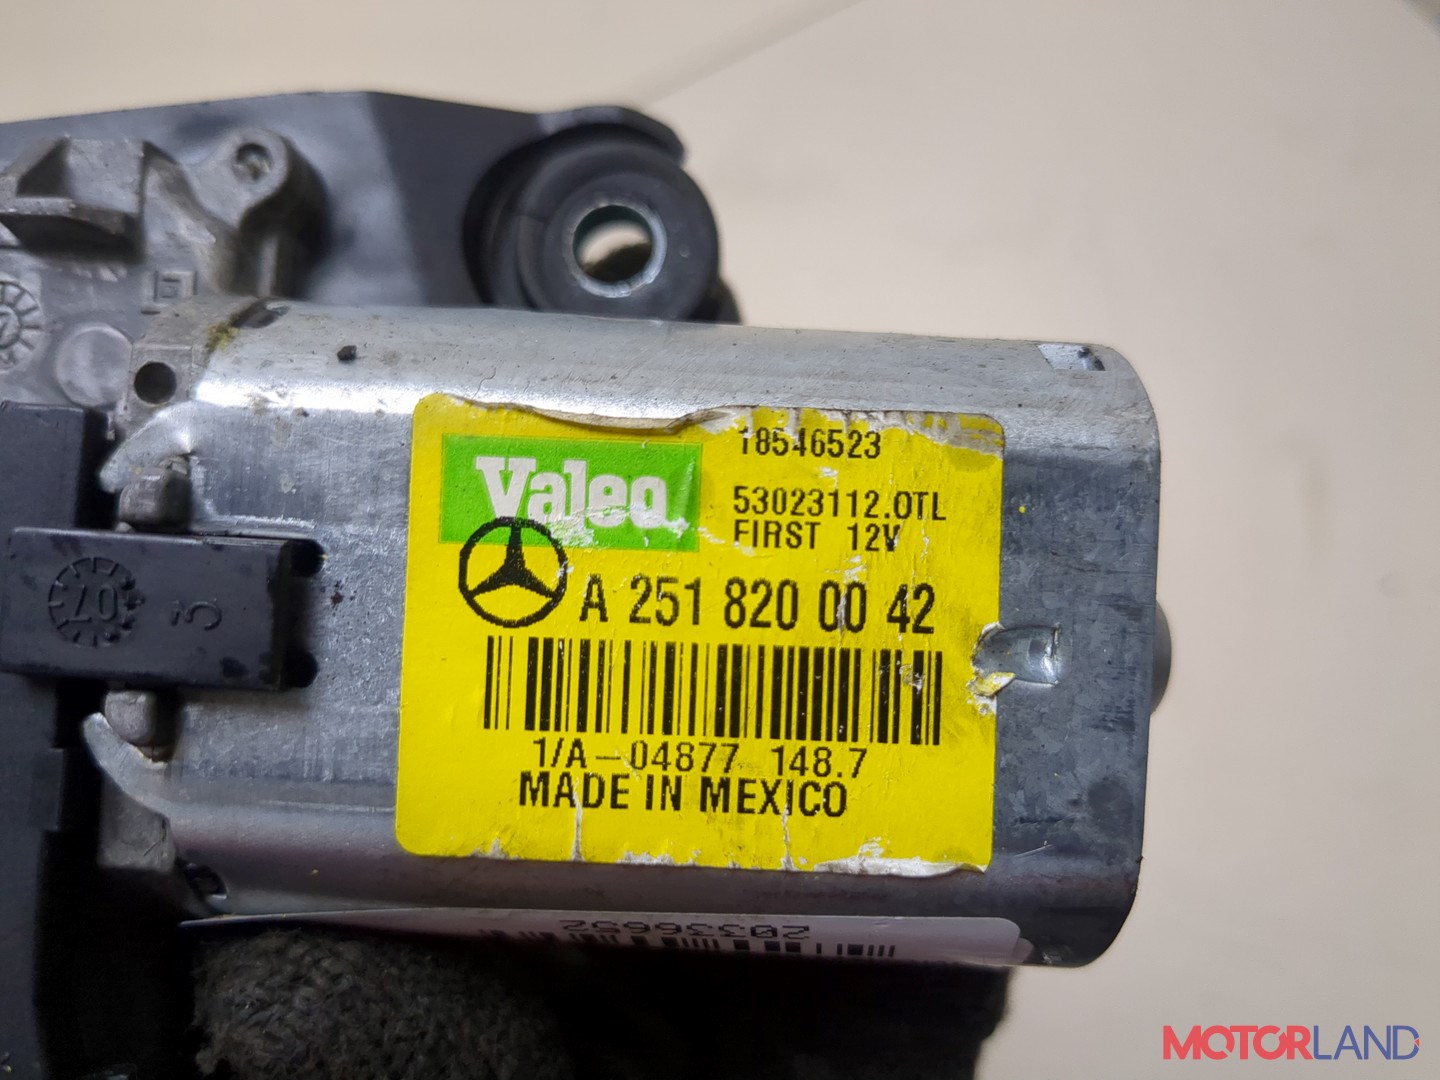 Valeo
18546523
53023112.OTL
FIRST 12V
A 251 820 00 42
1/A-04877 148.7
MADE IN MEXICO
07
3
20336652
MOTORLAND